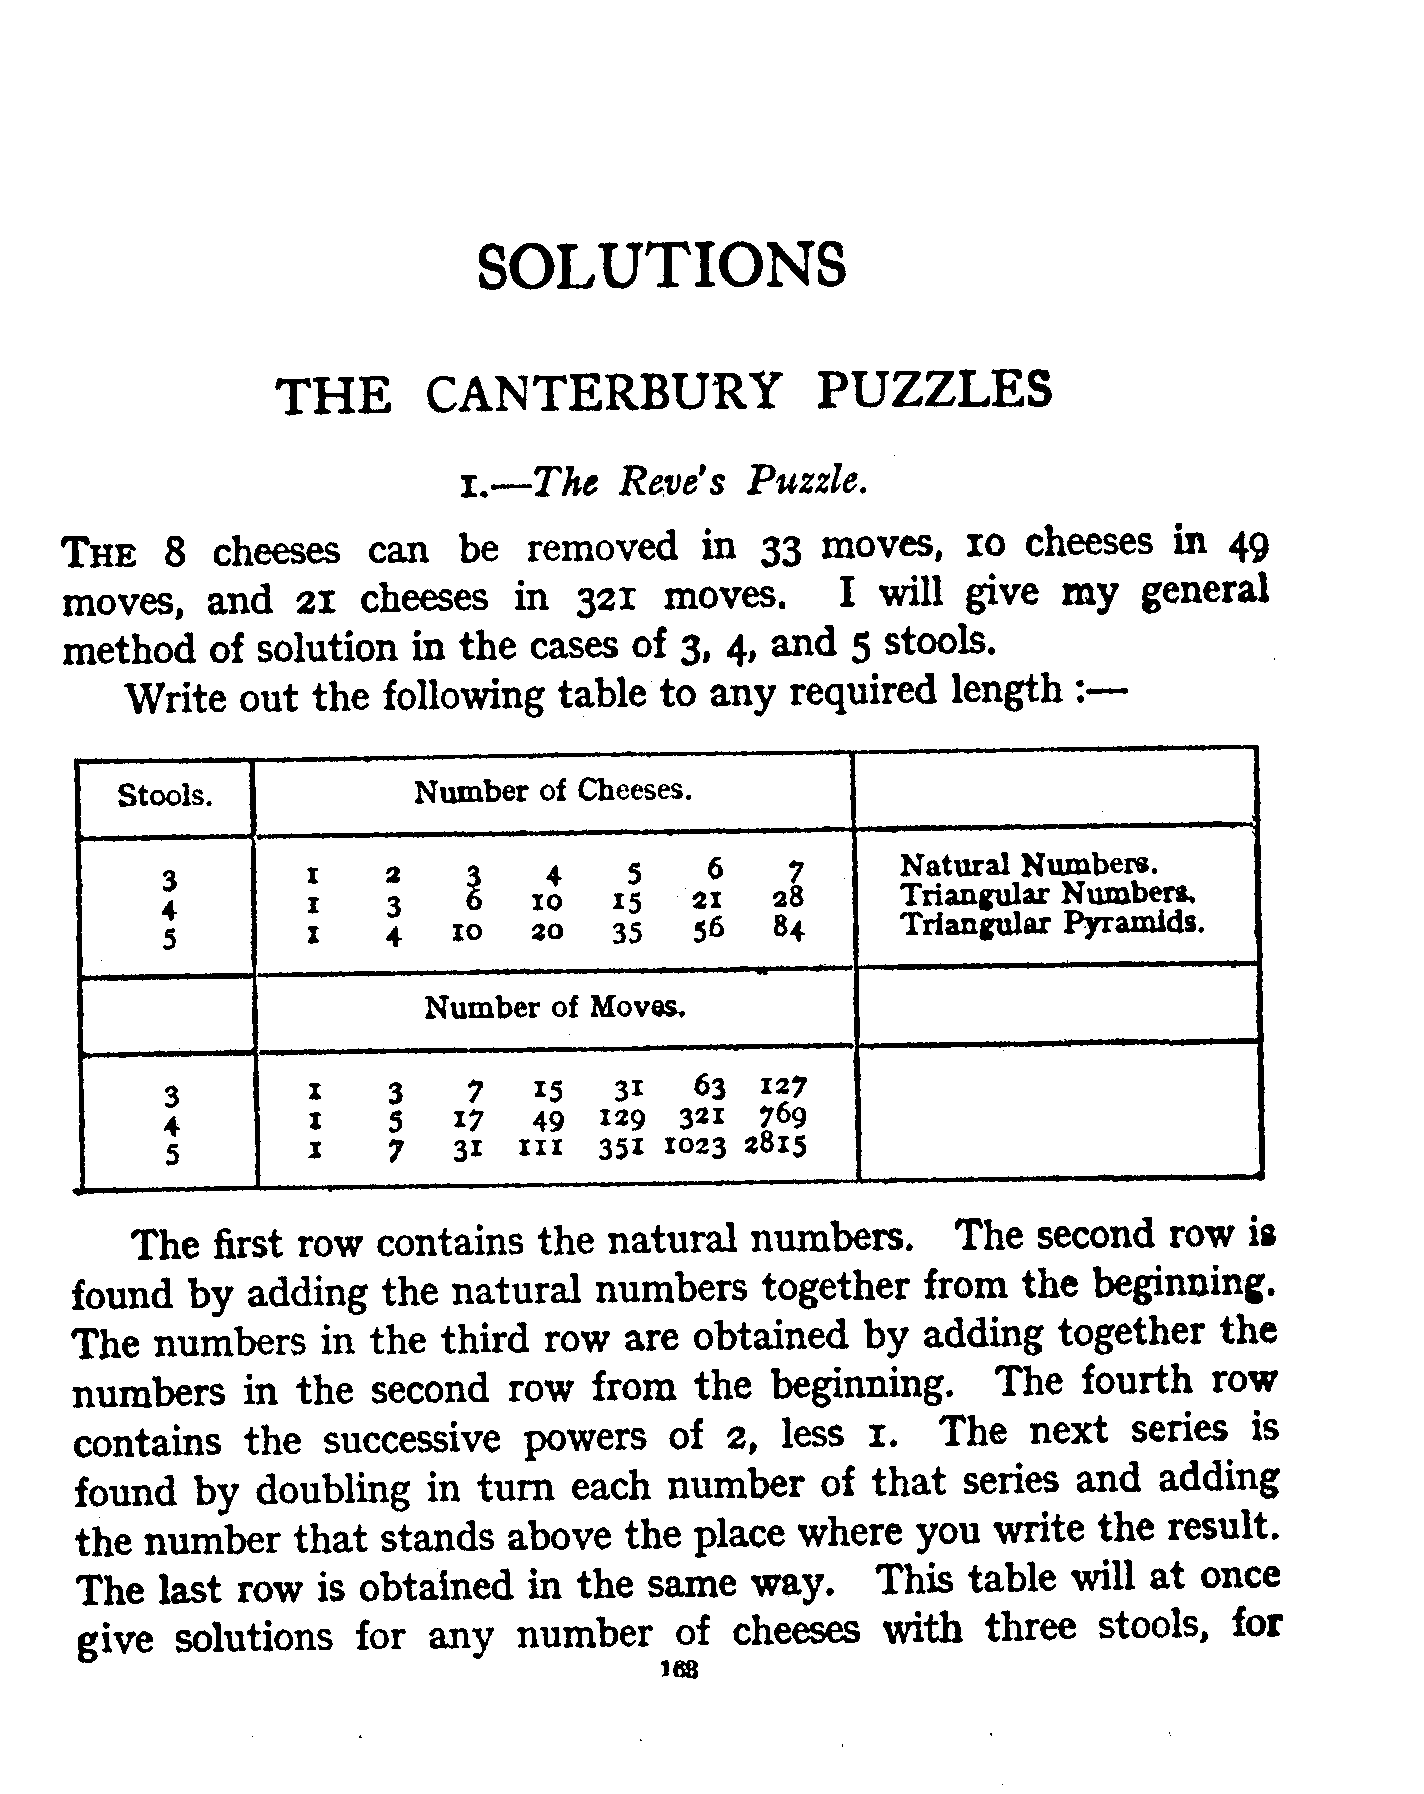 SOLUTIONS
THE CANTERBURY PUZZLES
1.—The Reve's Puzzle.
THE 8 cheeses can be removed in 33 moves, 10 cheeses in 49
moves, and 21 cheeses in 321 moves. I will give my general
method of solution in the cases of 3, 4, and 5 stools.
Write out the following table to any required length :—
Stools. Number of Cheeses.
3 1 2 3 4 5 6 7 Natural Numbers.
4 1 3 6 10 15 21 28 Triangular Numbers.
5 1 4 10 20 35 56 84 Triangular Pyramids.
Number of Moves.
3 1 3 7 15 31 63 127
4 1 5 17 49 129 321 769
5 1 7 31 111 351 1023 2815
The first row contains the natural numbers. The second row is
found by adding the natural numbers together from the beginning.
The numbers in the third row are obtained by adding together the
numbers in the second row from the beginning. The fourth row
contains the successive powers of 2, less 1. The next series is
found by doubling in turn each number of that series and adding
the number that stands above the place where you write the result.
The last row is obtained in the same way. This table will at once
give solutions for any number of cheeses with three stools, for
163